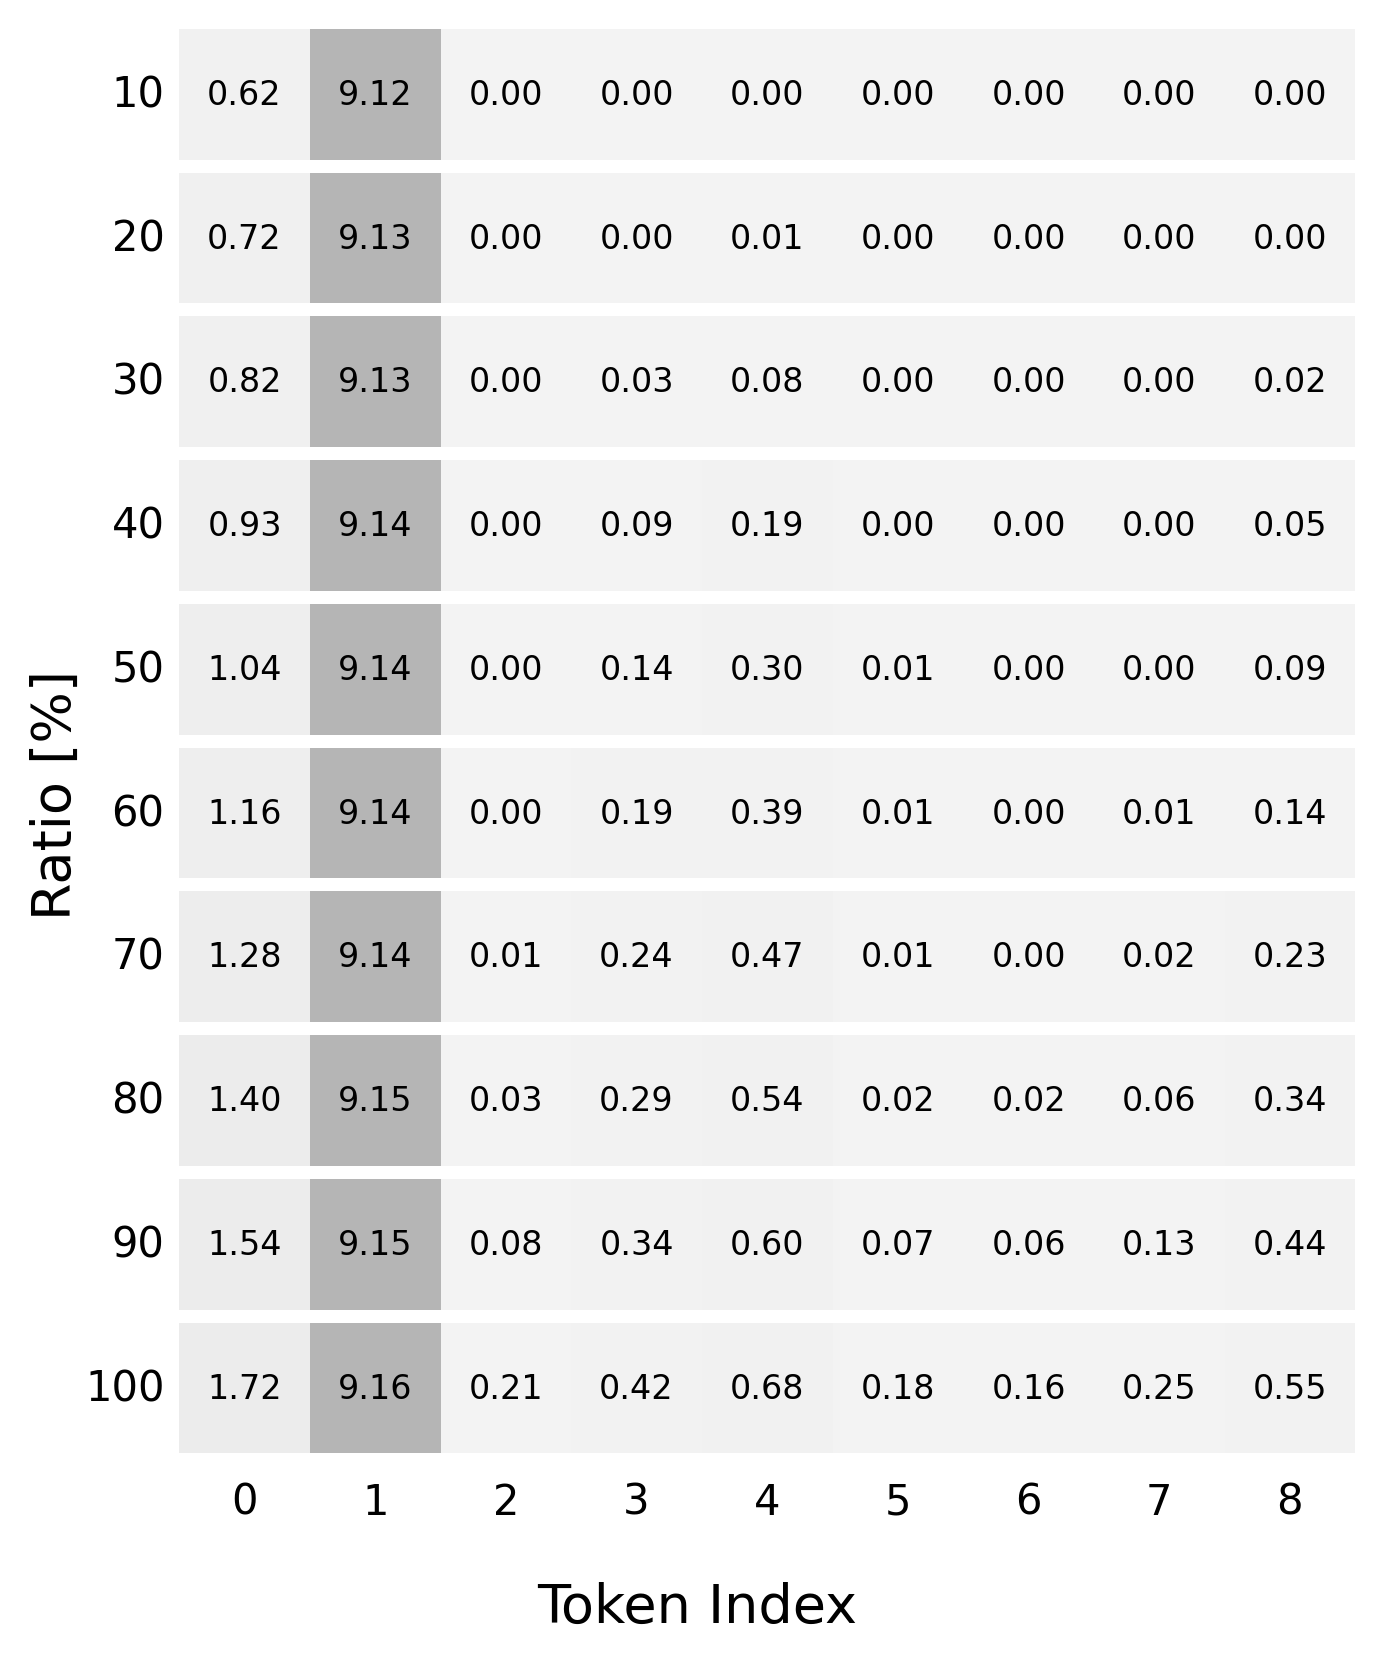 10 0.62 9.12 0.00 0.00 0.00 0.00 0.00 0.00 0.00
20 0.72 9.13 0.00 0.00 0.01 0.00 0.00 0.00 0.00
30 0.82 9.13 0.00 0.03 0.08 0.00 0.00 0.00 0.02
40 0.93 9.14 0.00 0.09 0.19 0.00 0.00 0.00 0.05
50 1.04 9.14 0.00 0.14 0.30 0.01 0.00 0.00 0.09
60 1.16 9.14 0.00 0.19 0.39 0.01 0.00 0.01 0.14
70 1.28 9.14 0.01 0.24 0.47 0.01 0.00 0.02 0.23
80 1.40 9.15 0.03 0.29 0.54 0.02 0.02 0.06 0.34
90 1.54 9.15 0.08 0.34 0.60 0.07 0.06 0.13 0.44
100 1.72 9.16 0.21 0.42 0.68 0.18 0.16 0.25 0.55
0 1 2 3 4 5 6 7 8
Token Index
Ratio [%]